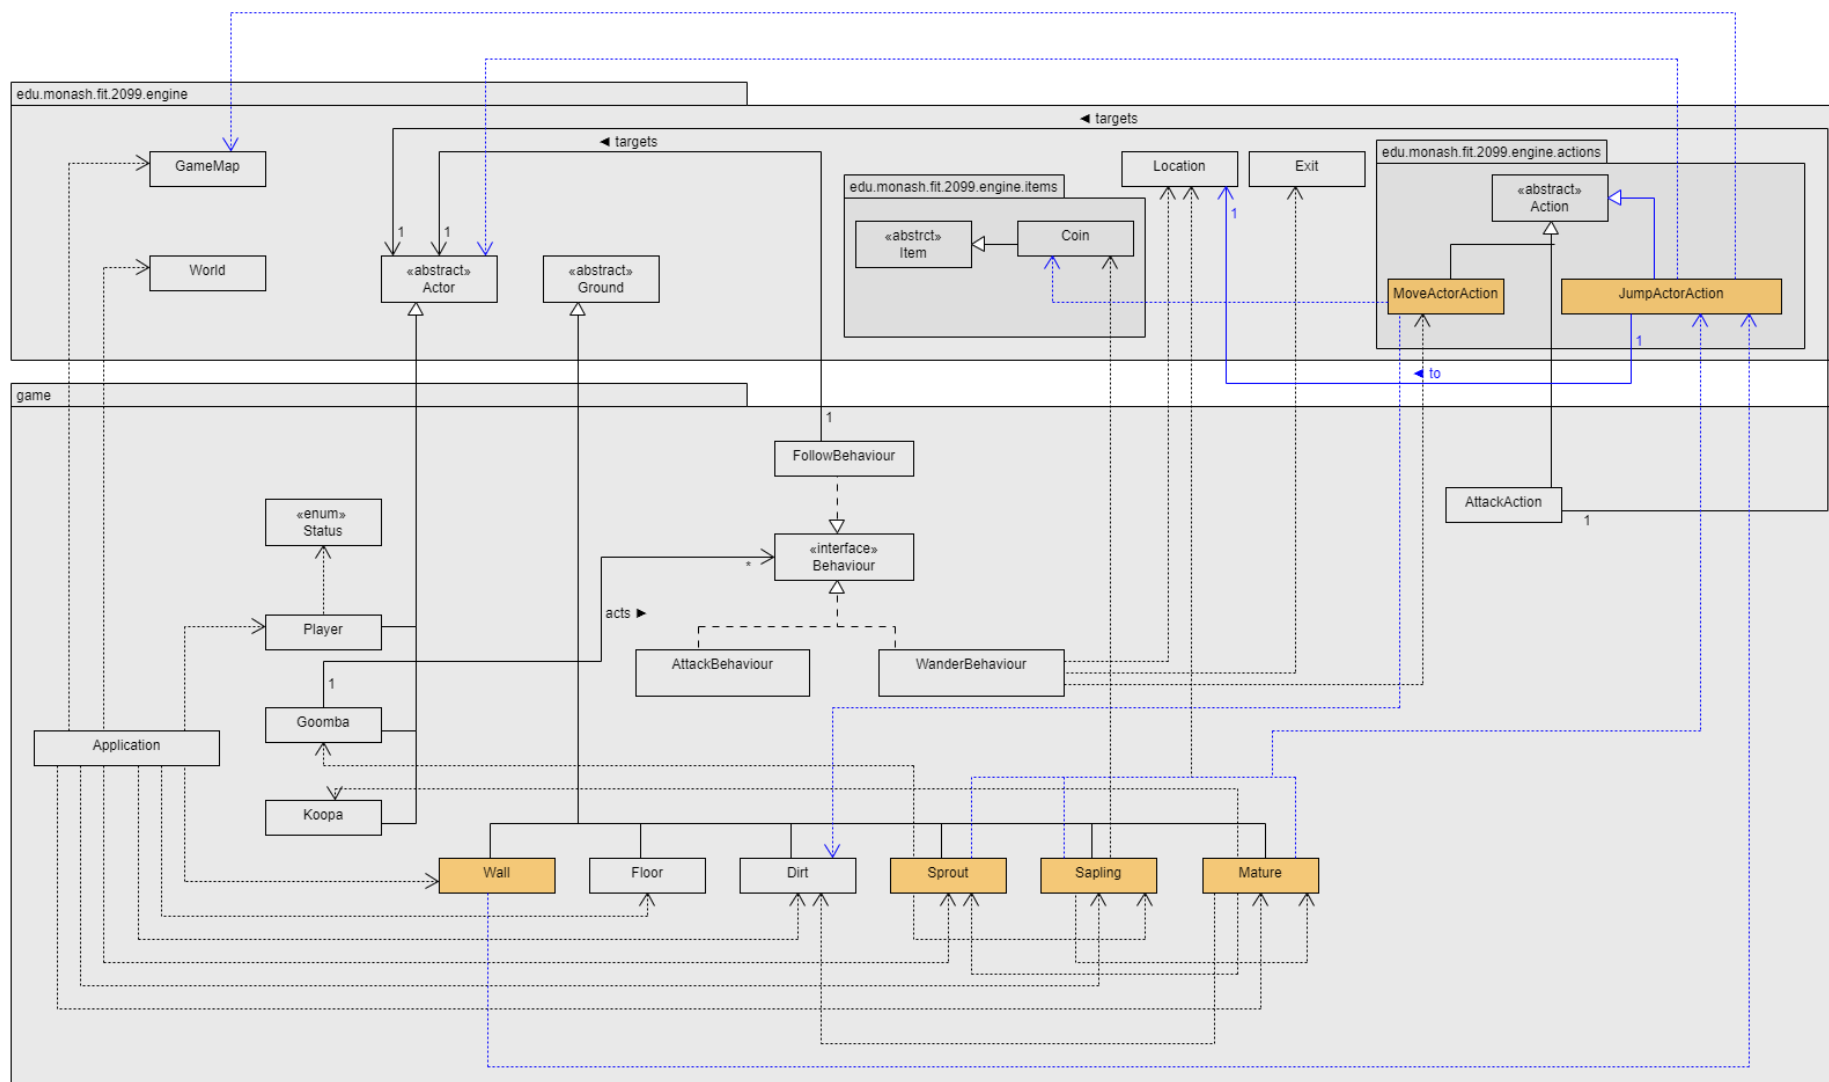 edu.monash.fit.2099.engine
◄ targets
◄ targets
GameMap
Location
Exit
edu.monash.fit.2099.engine.actions
edu.monash.fit.2099.engine.items
«abstract»
Action
1
1
1
«abstrct»
Item
Coin
World
«abstract»
Actor
«abstract»
Ground
MoveActorAction
JumpActorAction
1
◄ to
game
1
FollowBehaviour
AttackAction
1
«enum»
Status
«interface»
Behaviour
*
acts ►
Player
AttackBehaviour
WanderBehaviour
1
Goomba
Application
Koopa
Wall
Floor
Dirt
Sprout
Sapling
Mature